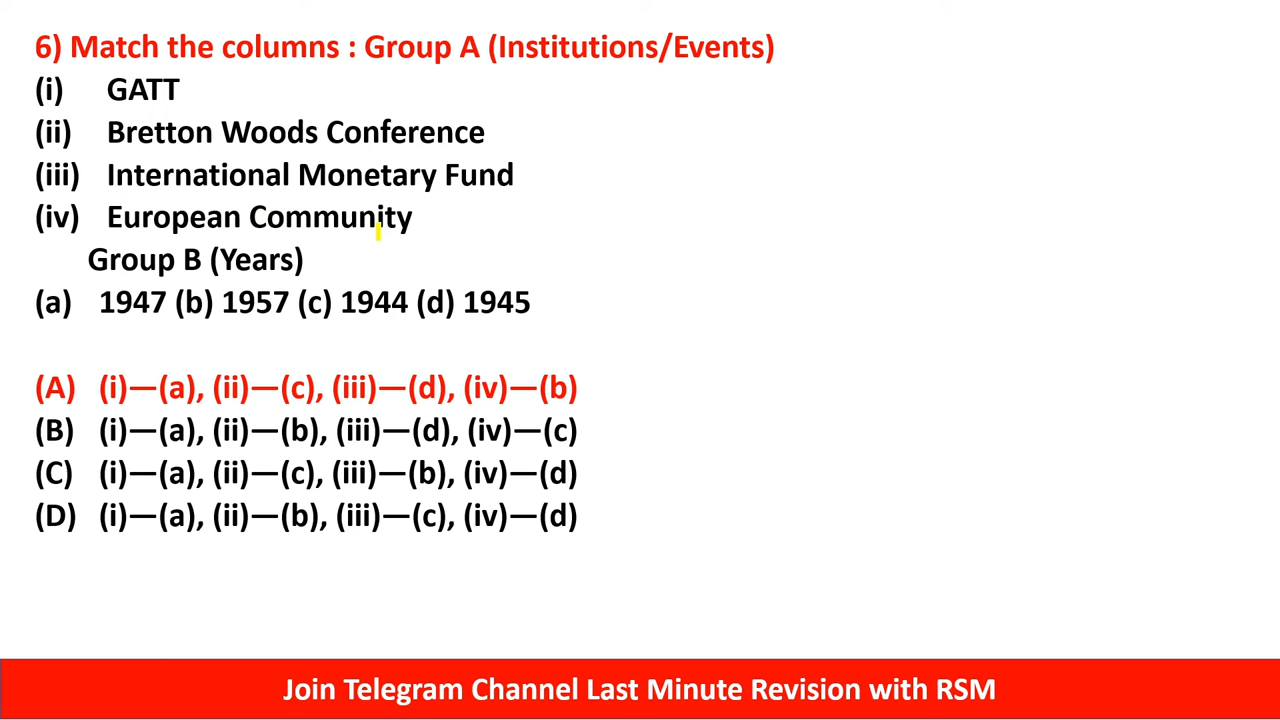 6) Match the columns : Group A (Institutions/Events)
(i) GATT
(ii) Bretton Woods Conference
(iii) International Monetary Fund
(iv) European Community
Group B (Years)
(a) 1947 (b) 1957 (c) 1944 (d) 1945
(A) (i)—(a), (ii)—(c), (iii)—(d), (iv)—(b)
(B) (i)—(a), (ii)—(b), (iii)—(d), (iv)—(c)
(C) (i)—(a), (ii)—(c), (iii)—(b), (iv)—(d)
(D) (i)—(a), (ii)—(b), (iii)—(c), (iv)—(d)
Join Telegram Channel Last Minute Revision with RSM